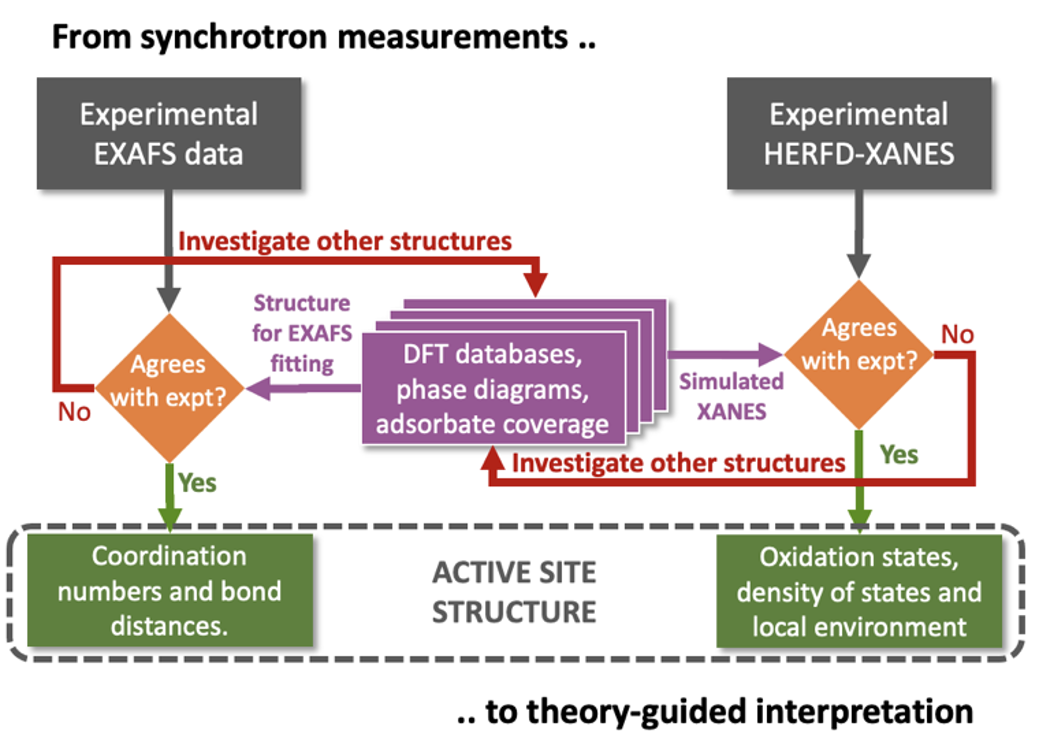 From synchrotron measurements ..
Experimental
EXAFS data
Experimental
HERFD-XANES
Investigate other structures
Structure
for EXAFS
fitting
Agrees
with expt?
No
DFT databases,
phase diagrams,
adsorbate coverage
Simulated
XANES
Agrees
with expt?
No
Investigate other structures
Yes
Yes
Coordination
numbers and bond
distances.
ACTIVE SITE
STRUCTURE
Oxidation states,
density of states and
local environment
.. to theory-guided interpretation